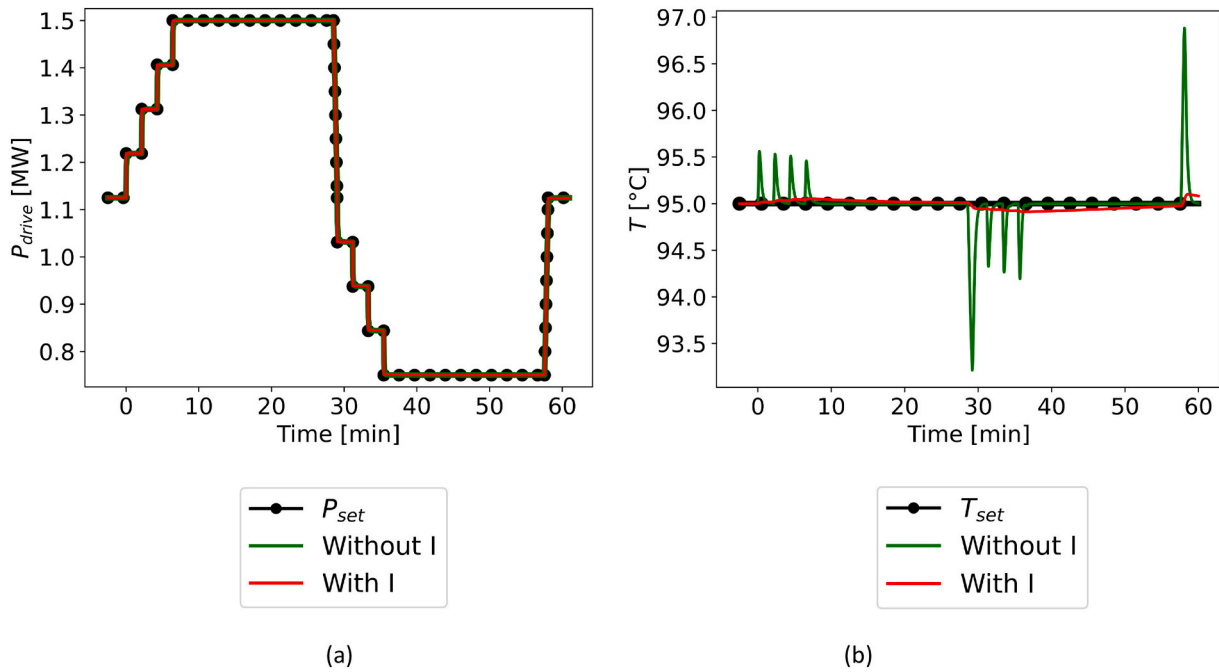 1.5
1.4
1.3
1.2
1.1
1.0
0.9
0.8
P_drive [MW]
0 10 20 30 40 50 60
Time [min]
P_set
Without I
With I
(a)
97.0
96.5
96.0
95.5
95.0
94.5
94.0
93.5
T [°C]
0 10 20 30 40 50 60
Time [min]
T_set
Without I
With I
(b)